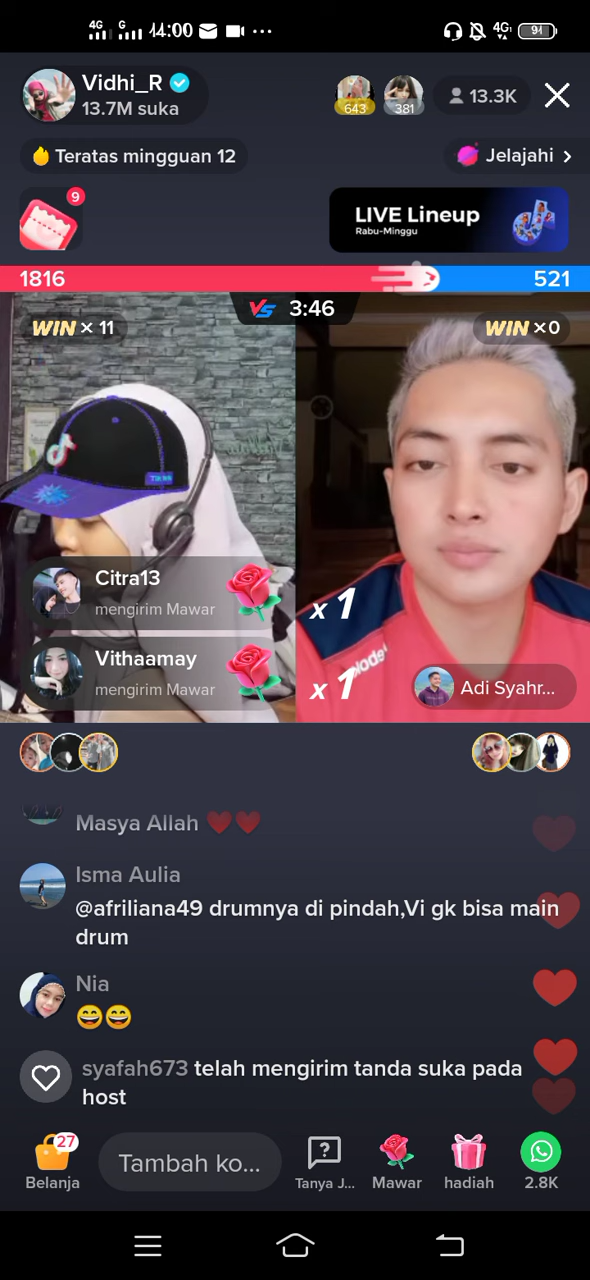 4G
G
14:00
4G
91
Vidhi_R
13.7M suka
643
381
13.3K
Teratas mingguan 12
Jelajahi
9
LIVE Lineup
Rabu-Minggu
1816
521
VS 3:46
WIN × 11
WIN ×0
Citra13
mengirim Mawar
x 1
Vithaamay
mengirim Mawar
x 1
Adi Syahr...
Masya Allah ❤️❤️
Isma Aulia
@afriliana49 drumnya di pindah,Vi gk bisa main
drum
Nia
😄😄
syafah673 telah mengirim tanda suka pada
host
27
Tambah ko...
Belanja
Tanya J...
Mawar
hadiah
2.8K